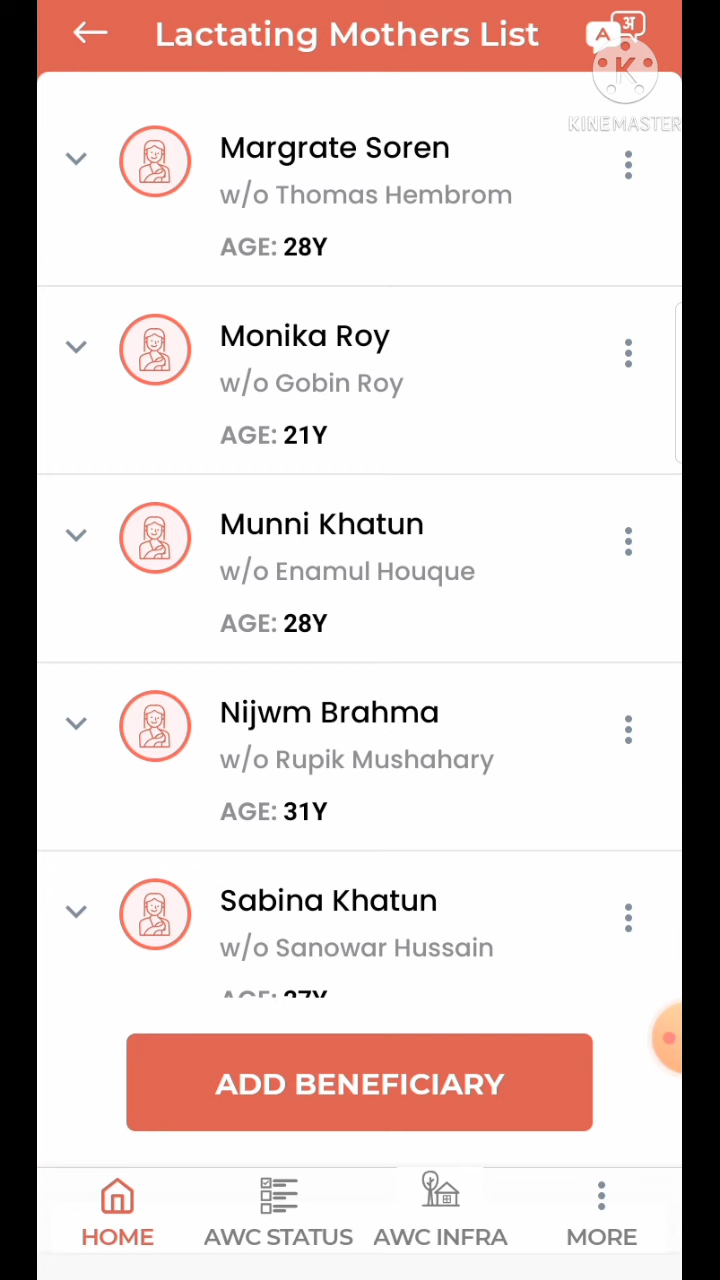 Lactating Mothers List
A अ
K
KINEMASTER
Margrate Soren
w/o Thomas Hembrom
AGE: 28Y
Monika Roy
w/o Gobin Roy
AGE: 21Y
Munni Khatun
w/o Enamul Houque
AGE: 28Y
Nijwm Brahma
w/o Rupik Mushahary
AGE: 31Y
Sabina Khatun
w/o Sanowar Hussain
AGE: 27Y
ADD BENEFICIARY
HOME
AWC STATUS
AWC INFRA
MORE